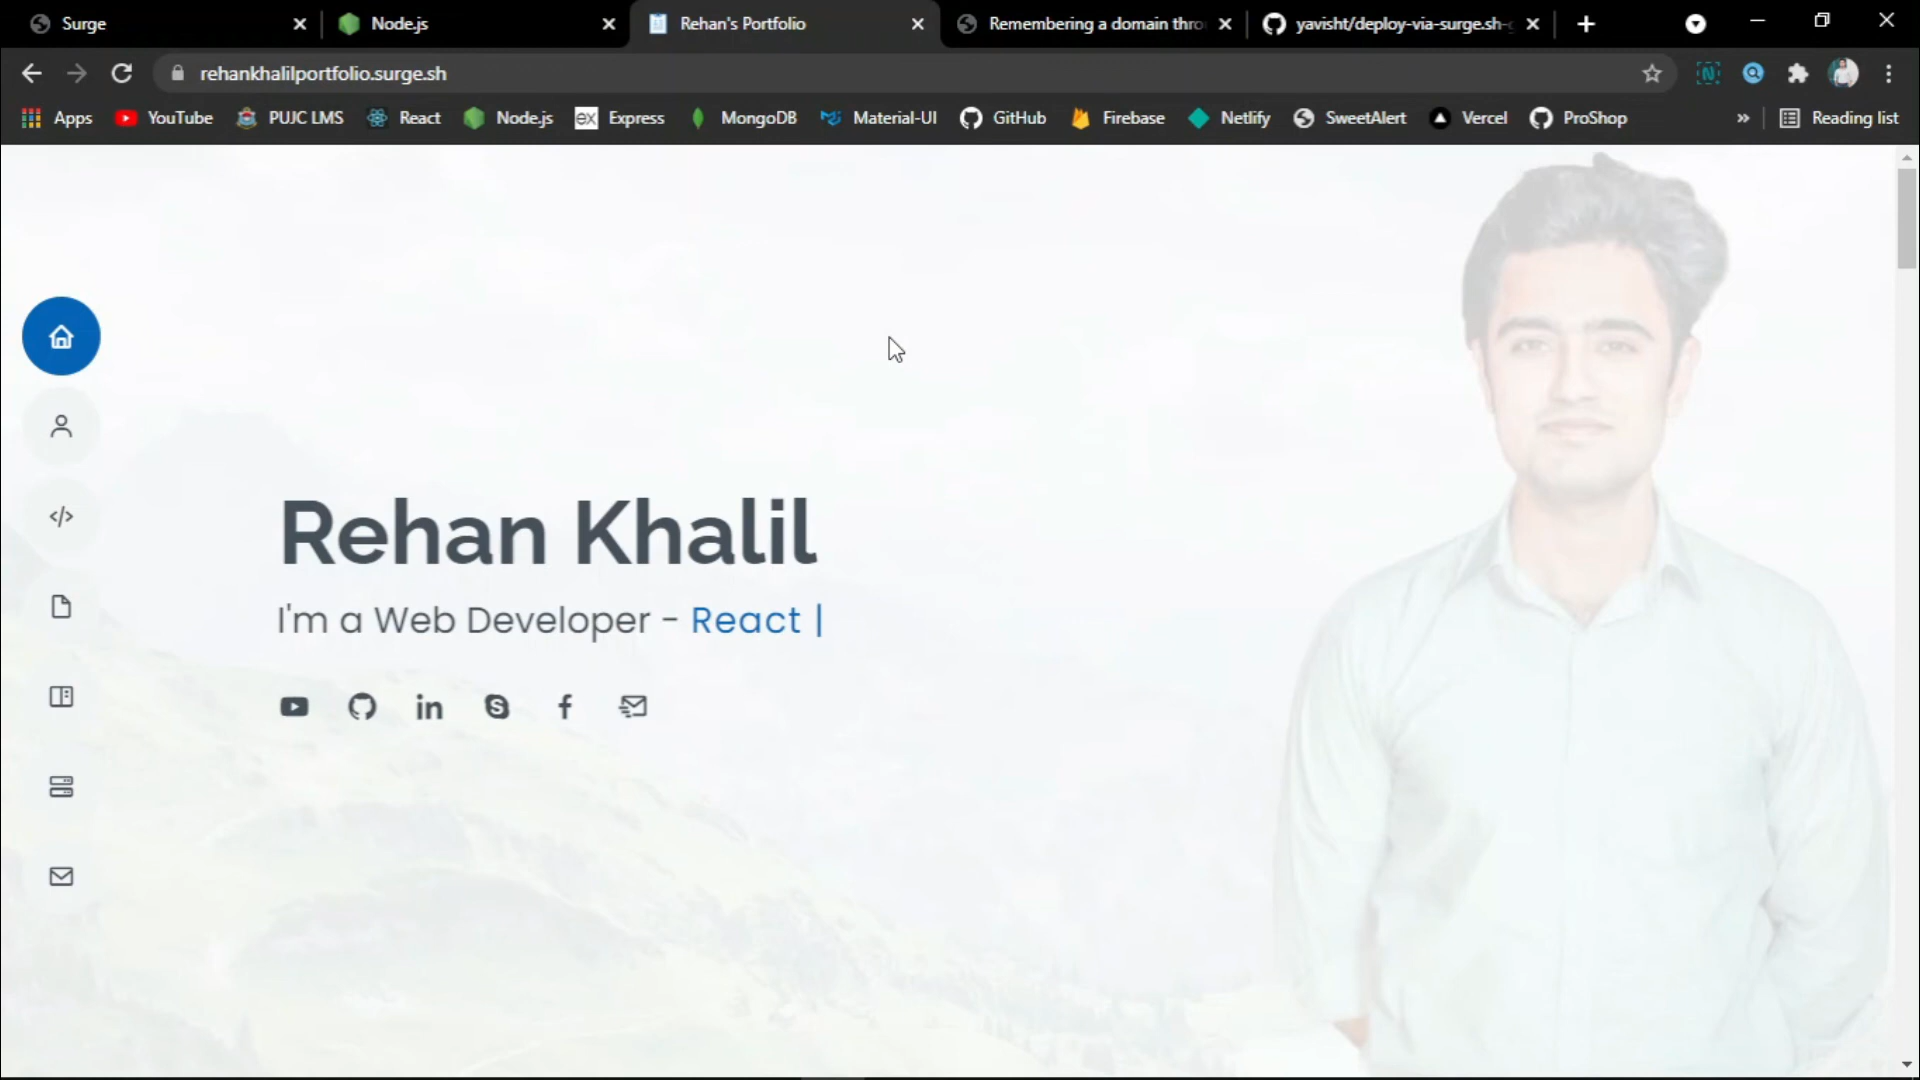 Surge
Node.js
Rehan's Portfolio
Remembering a domain thro
yavisht/deploy-via-surge.sh-
rehankhalilportfolio.surge.sh
Apps
YouTube
PUJC LMS
React
Node.js
ex Express
MongoDB
Material-UI
GitHub
Firebase
Netlify
SweetAlert
Vercel
ProShop
»
Reading list
Rehan Khalil
I'm a Web Developer - React |